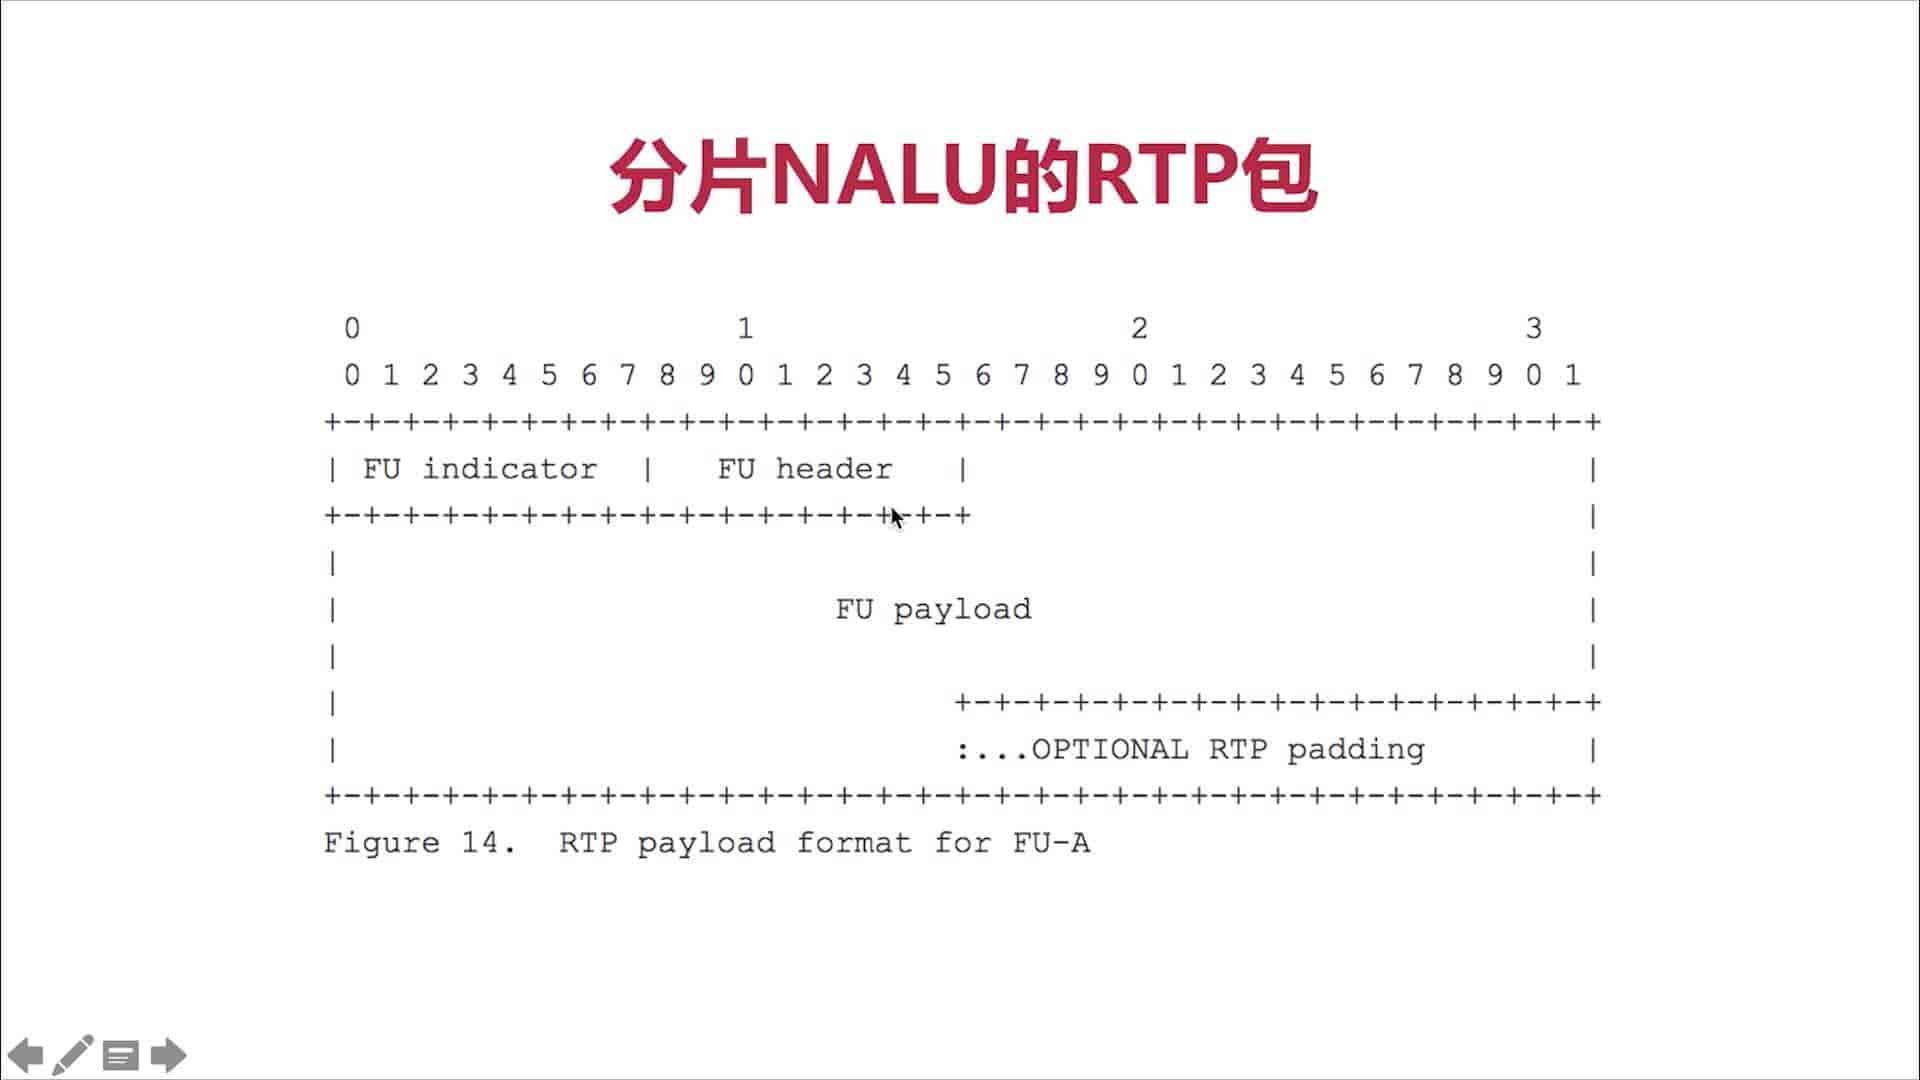 分片NALU的RTP包
0                   1                   2                   3
0 1 2 3 4 5 6 7 8 9 0 1 2 3 4 5 6 7 8 9 0 1 2 3 4 5 6 7 8 9 0 1
+-+-+-+-+-+-+-+-+-+-+-+-+-+-+-+-+-+-+-+-+-+-+-+-+-+-+-+-+-+-+-+-+
| FU indicator  |   FU header   |                               |
+-+-+-+-+-+-+-+-+-+-+-+-+-+-+-+-+                               |
|                                                               |
|                         FU payload                            |
|                                                               |
|                               +-+-+-+-+-+-+-+-+-+-+-+-+-+-+-+-+
|                               :...OPTIONAL RTP padding        |
+-+-+-+-+-+-+-+-+-+-+-+-+-+-+-+-+-+-+-+-+-+-+-+-+-+-+-+-+-+-+-+-+
Figure 14.  RTP payload format for FU-A